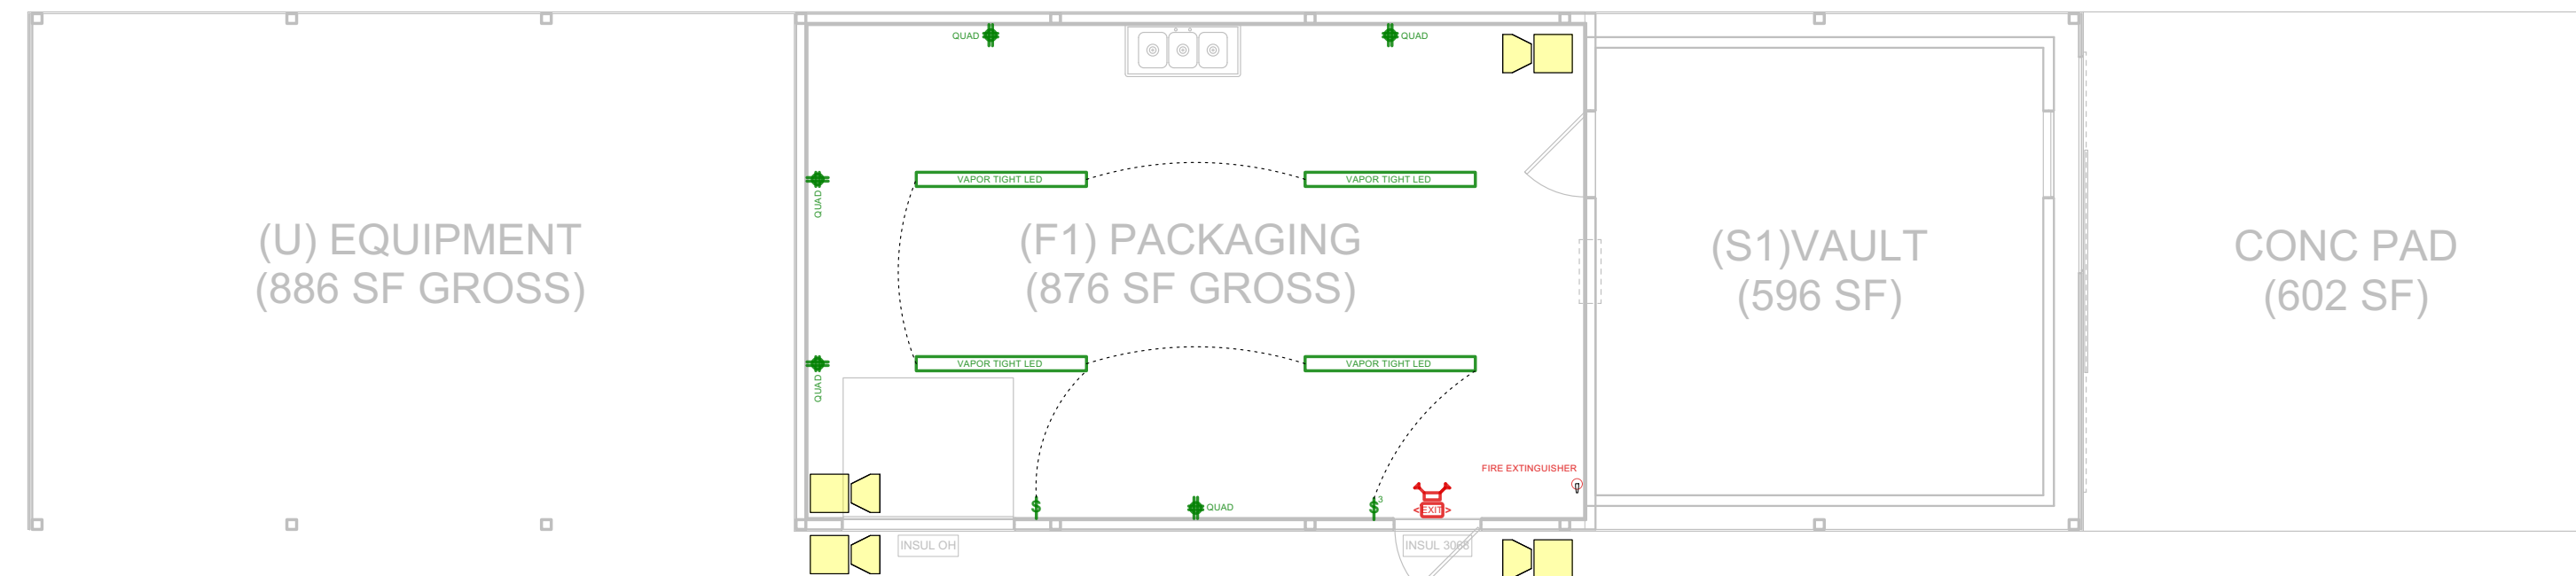 QUAD
QUAD
VAPOR TIGHT LED
VAPOR TIGHT LED
QUAD
(U) EQUIPMENT
(886 SF GROSS)
(F1) PACKAGING
(876 SF GROSS)
(S1)VAULT
(596 SF)
CONC PAD
(602 SF)
VAPOR TIGHT LED
VAPOR TIGHT LED
QUAD
FIRE EXTINGUISHER
$
QUAD
$3
<EXIT>
INSUL OH
INSUL 3068